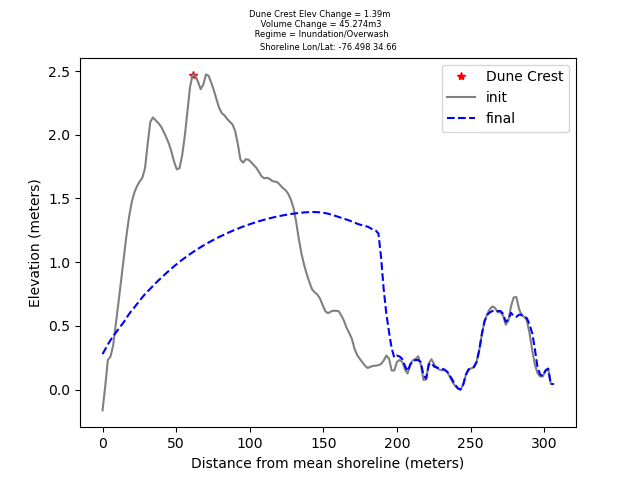 Dune Crest Elev Change = 1.39m
Volume Change = 45.274m3
Regime = Inundation/Overwash
Shoreline Lon/Lat: -76.498 34.66
Dune Crest
init
final
Elevation (meters)
2.5
2.0
1.5
1.0
0.5
0.0
0 50 100 150 200 250 300
Distance from mean shoreline (meters)